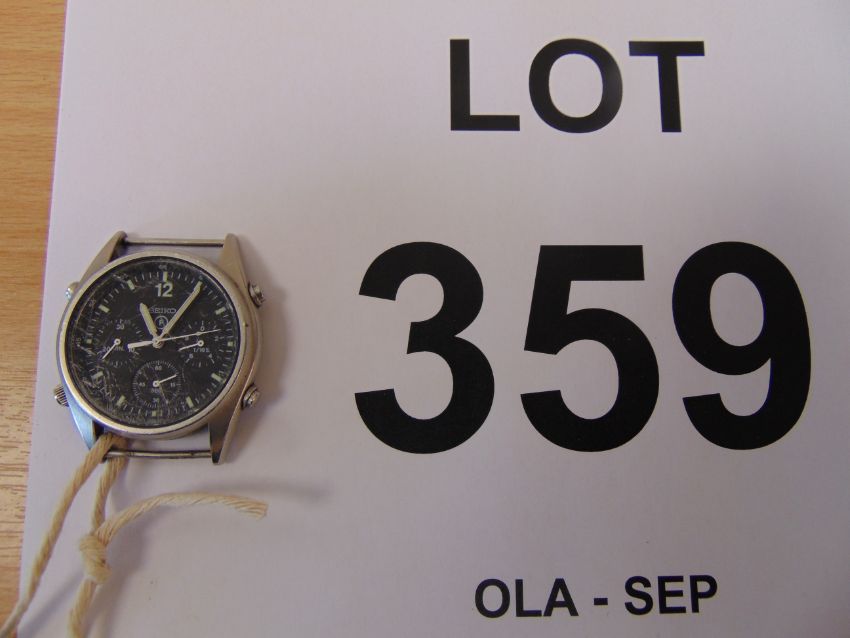 LOT
359
OLA - SEP
12
SEIKO